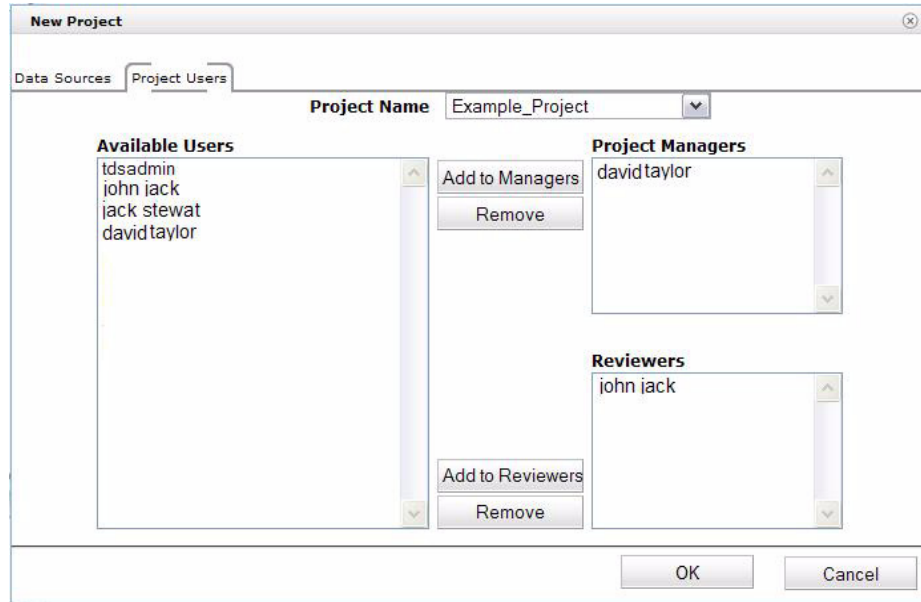 New Project
Data Sources
Project Users
Project Name
Example_Project
Available Users
tdsadmin
john jack
jack stewat
david taylor
Add to Managers
Remove
Project Managers
david taylor
Reviewers
john jack
Add to Reviewers
Remove
OK
Cancel